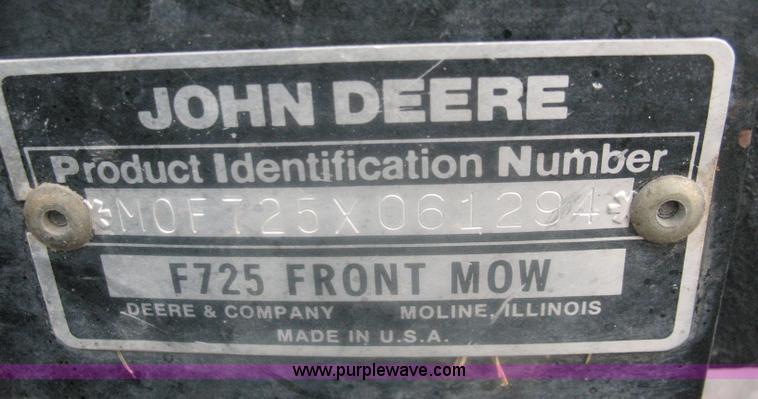 JOHN DEERE
Product Identification Number
*M0F725X061294*
F725 FRONT MOW
DEERE & COMPANY MOLINE, ILLINOIS
MADE IN U.S.A.
www.purplewave.com